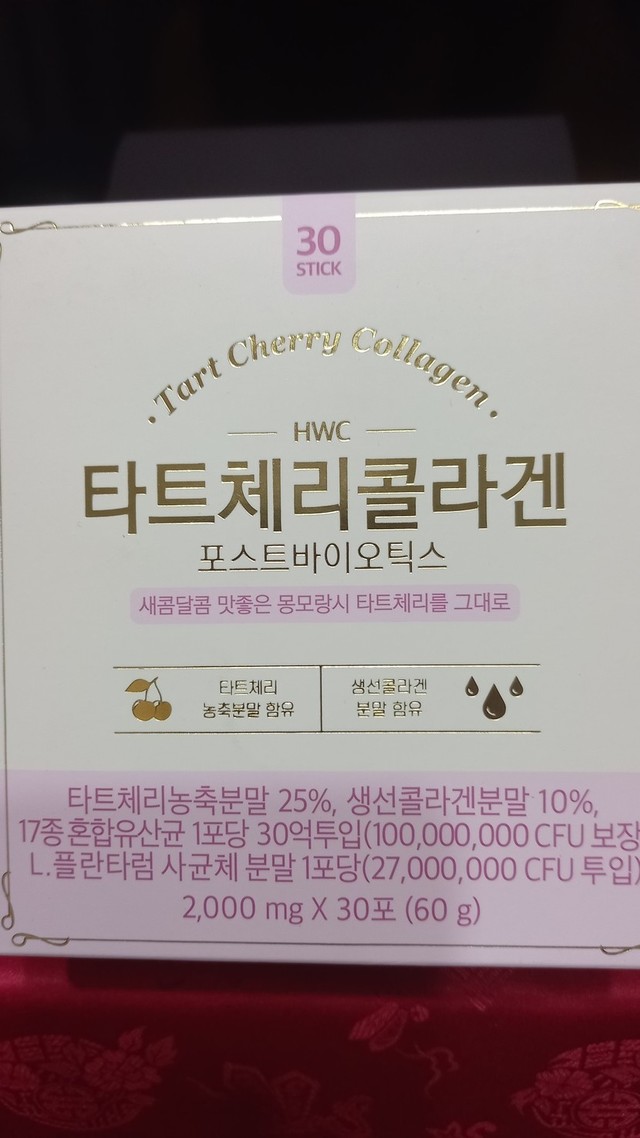 30
STICK
• Tart Cherry Collagen •
HWC
타트체리콜라겐
포스트바이오틱스
새콤달콤 맛좋은 몽모랑시 타트체리를 그대로
타트체리
농축분말 함유
생선콜라겐
분말 함유
타트체리농축분말 25%, 생선콜라겐분말 10%,
17종 혼합유산균 1포당 30억투입(100,000,000 CFU 보장
L.플란타럼 사균체 분말 1포당(27,000,000 CFU 투입)
2,000 mg X 30포 (60 g)